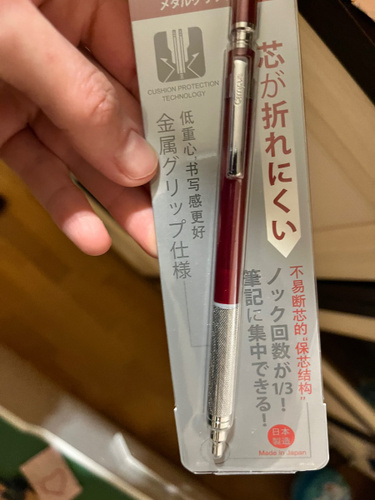 メタルグリップ
CUSHION PROTECTION
TECHNOLOGY
低重心,书写感更好
金属グリップ仕様
芯が折れにくい
不易断芯的"保芯结构"
ノック回数が1/3!
筆記に集中できる!
日本
製造
Made in Japan